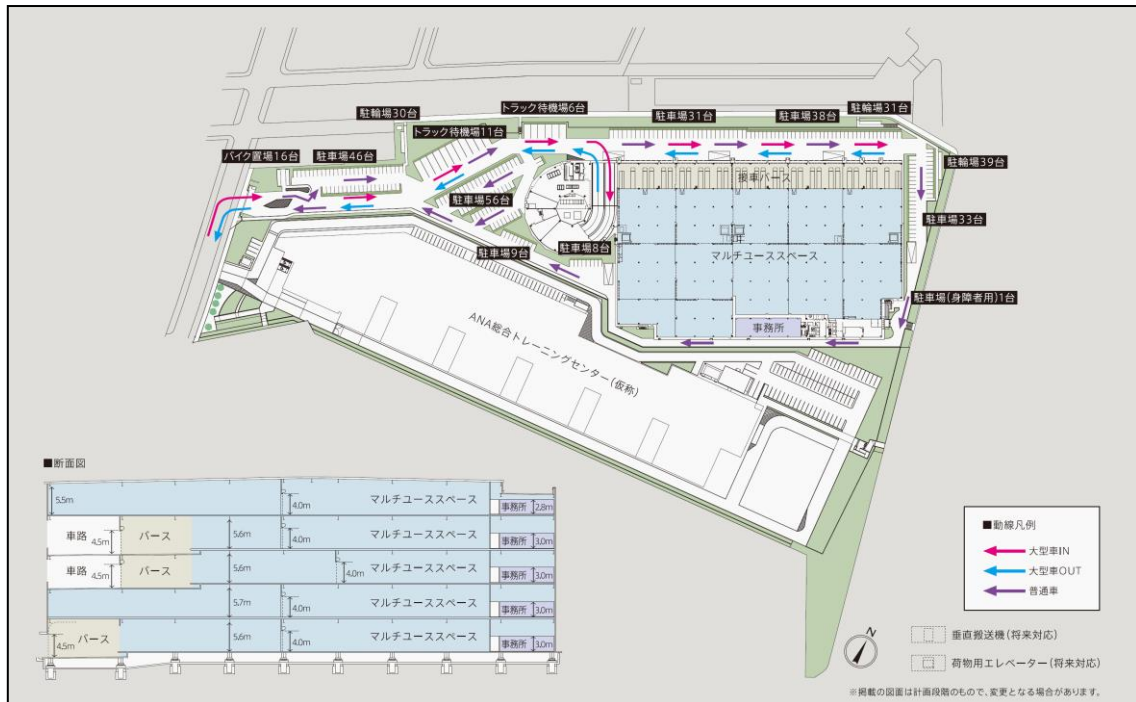 駐輪場30台
トラック待機場6台
駐車場31台
駐車場38台
駐輪場31台
トラック待機場11台
バイク置場16台
駐車場46台
駐輪場39台
接車バース
駐車場56台
駐車場33台
駐車場9台
駐車場8台
マルチユーススペース
駐車場(身障者用)1台
事務所
ANA総合トレーニングセンター(仮称)
■断面図
5.5m
4.0m
マルチユーススペース
事務所
2.8m
車路
4.5m
バース
5.6m
4.0m
マルチユーススペース
事務所
3.0m
車路
4.5m
バース
5.6m
4.0m
マルチユーススペース
事務所
3.0m
5.7m
4.0m
マルチユーススペース
事務所
3.0m
4.5m
バース
5.6m
4.0m
マルチユーススペース
事務所
3.0m
■動線凡例
大型車IN
大型車OUT
普通車
N
垂直搬送機(将来対応)
荷物用エレベーター(将来対応)
※掲載の図面は計画段階のもので、変更となる場合があります。